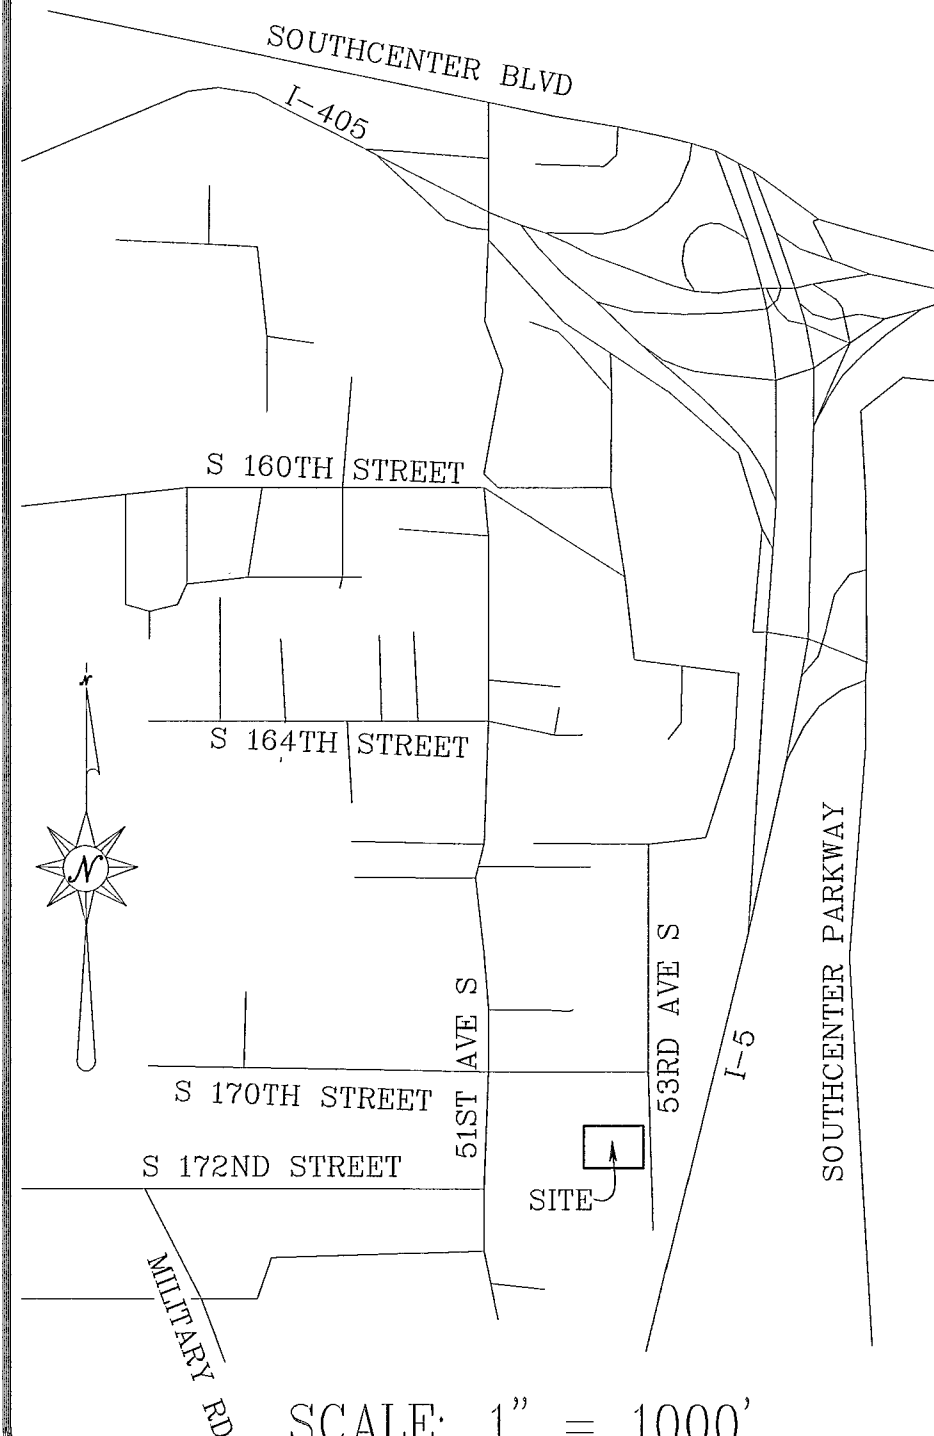 SOUTHCENTER BLVD
I-405
S 160TH STREET
N
S 164TH STREET
N
SOUTHCENTER PARKWAY
53RD AVE S
51ST AVE S
I-5
S 170TH STREET
S 172ND STREET
SITE
MILITARY RD
SCALE: 1" = 1000'